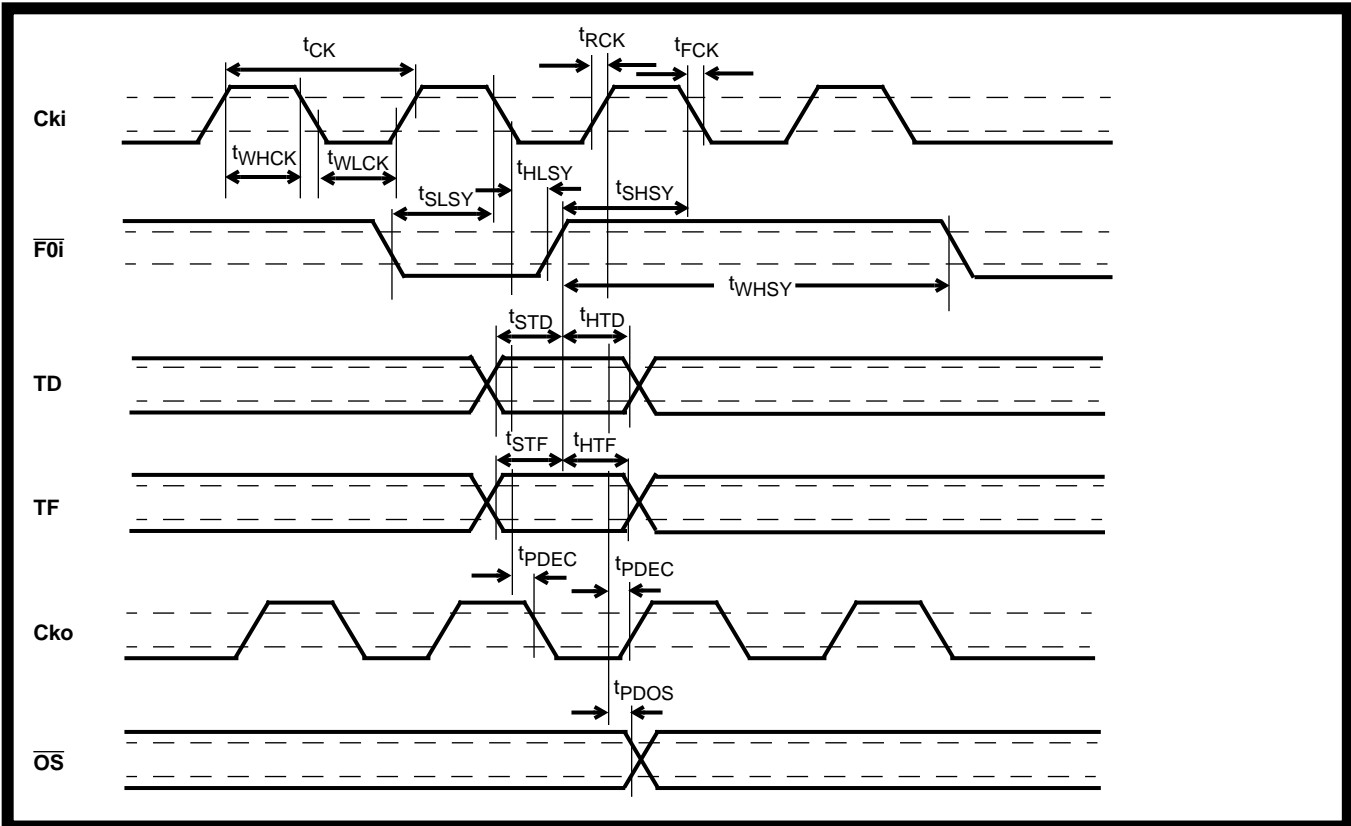 tCK
tRCK
tFCK
Cki
tWHCK
tWLCK
tHLSY
tSLSY
tSHSY
F0i
tWHSY
tSTD
tHTD
TD
tSTF
tHTF
TF
tPDEC
tPDEC
Cko
tPDOS
OS